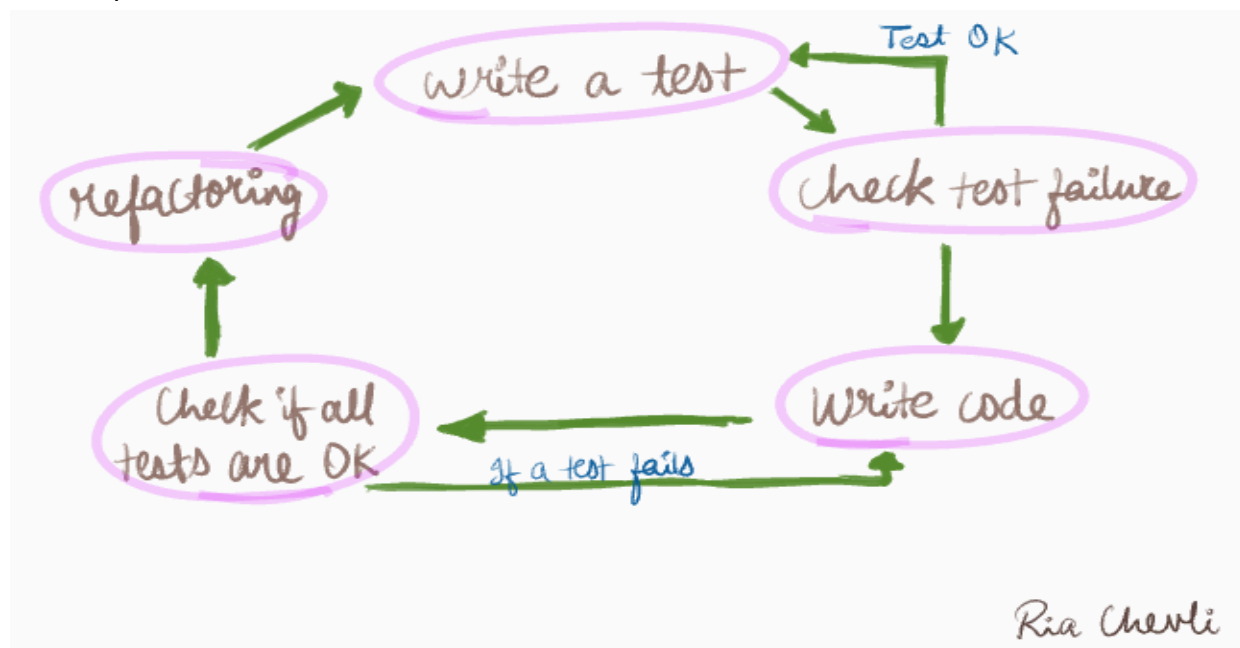 Test OK
write a test
check test failure
refactoring
write code
Check if all
tests are OK
If a test fails
Ria Chevli